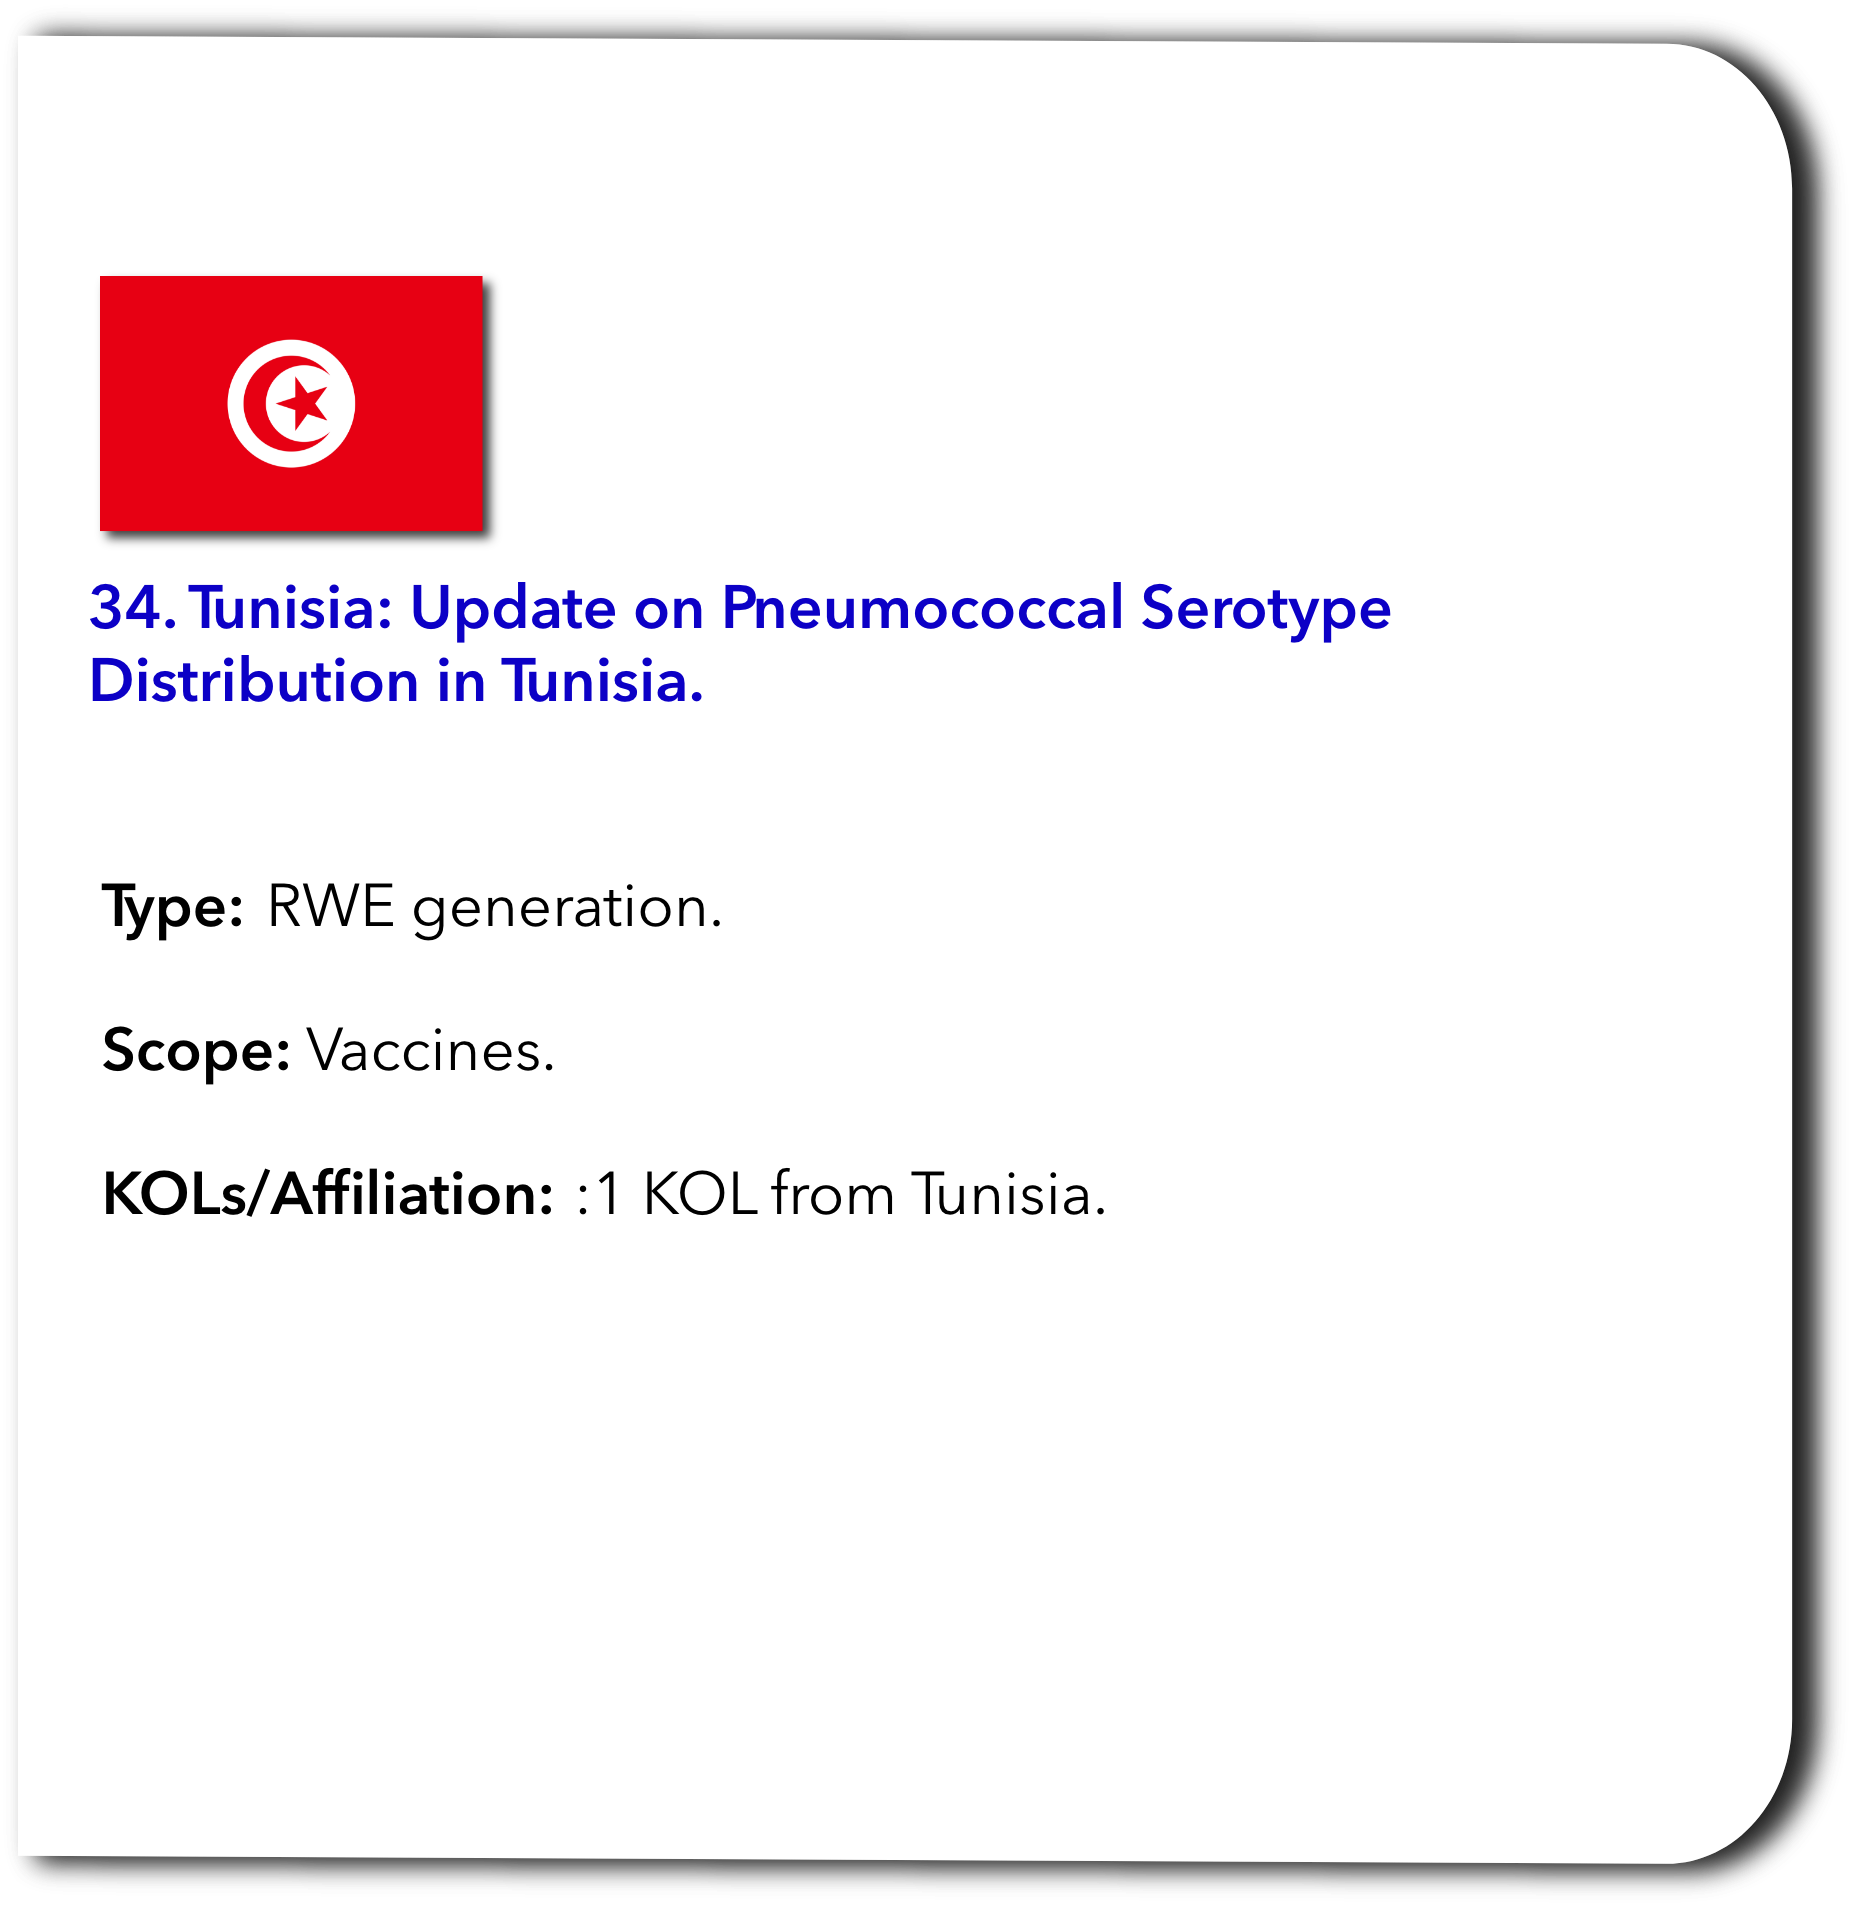 34. Tunisia: Update on Pneumococcal Serotype
Distribution in Tunisia.
Type: RWE generation.
Scope: Vaccines.
KOLs/Affiliation: :1 KOL from Tunisia.